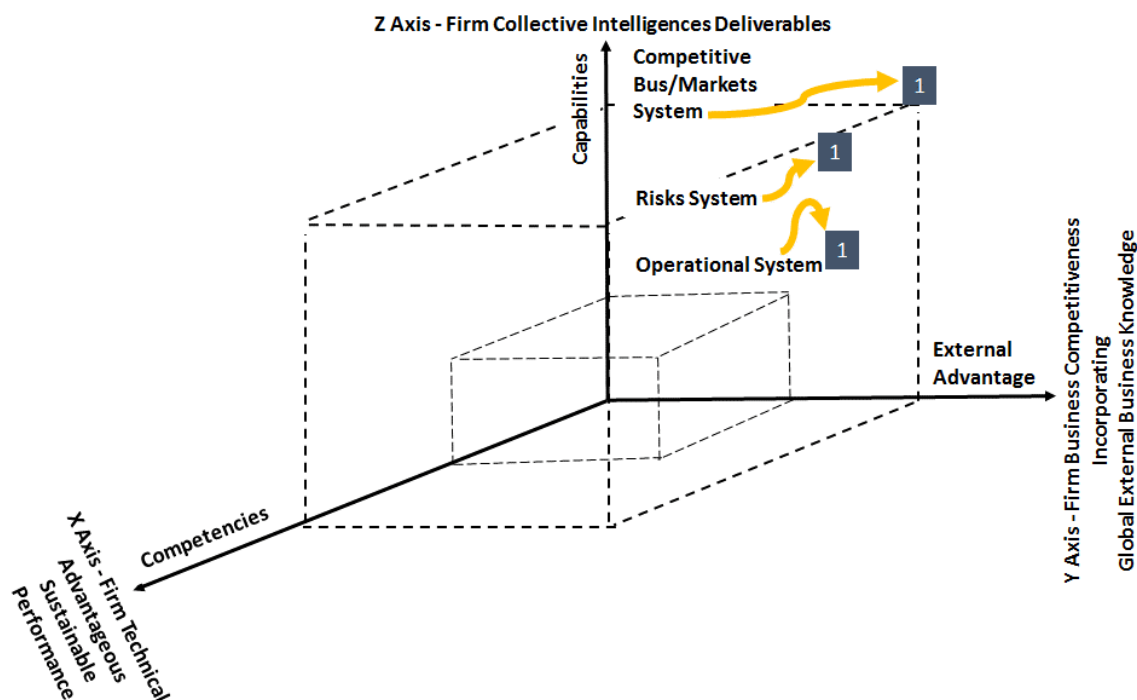 Z Axis - Firm Collective Intelligences Deliverables
Capabilities
Competitive
Bus/Markets
System
1
Risks System
1
Operational System
1
External
Advantage
Y Axis - Firm Business Competitiveness
Incorporating
Global External Business Knowledge
Competencies
X Axis - Firm Technical
Advantageous
Sustainable
Performance